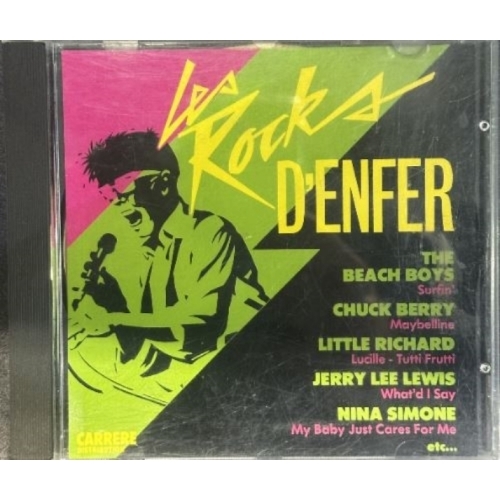 Les
Rocks
D'ENFER
THE
BEACH BOYS
Surfin'
CHUCK BERRY
Maybelline
LITTLE RICHARD
Lucille - Tutti Frutti
JERRY LEE LEWIS
What'd I Say
NINA SIMONE
My Baby Just Cares For Me
etc...
CARRERE
DISTRIBUTION